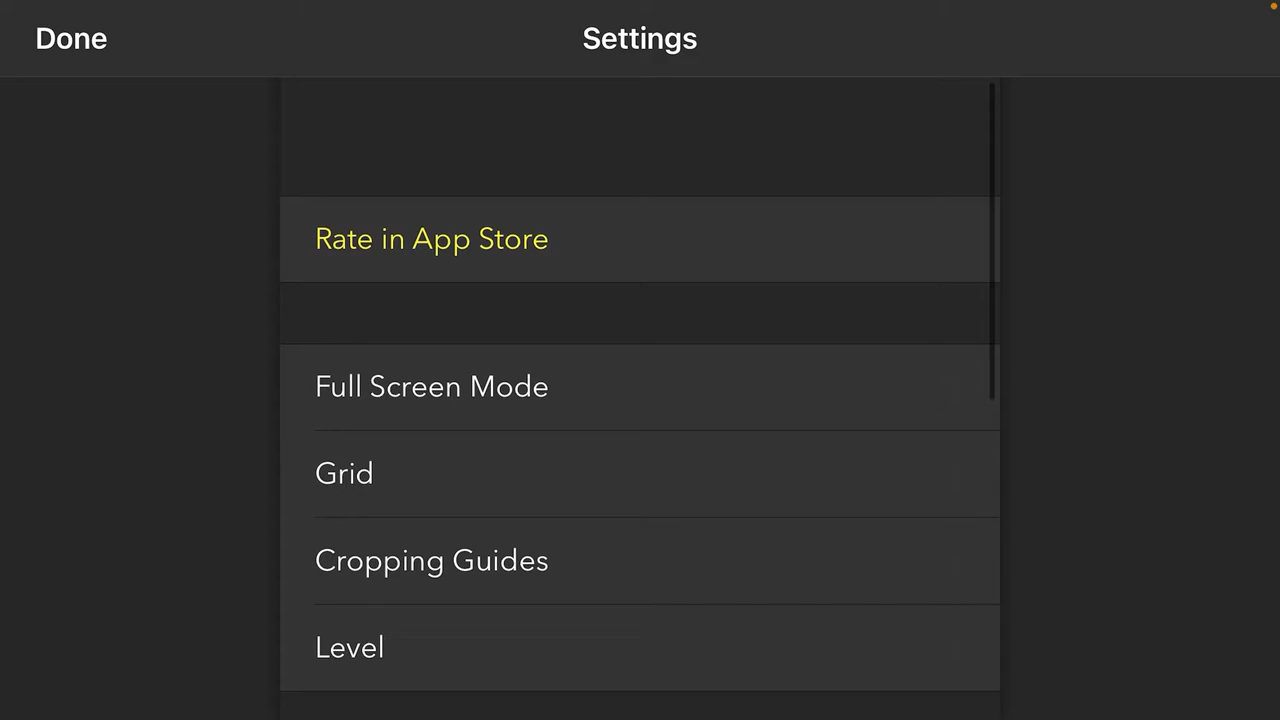 Done
Settings
Rate in App Store
Full Screen Mode
Grid
Cropping Guides
Level